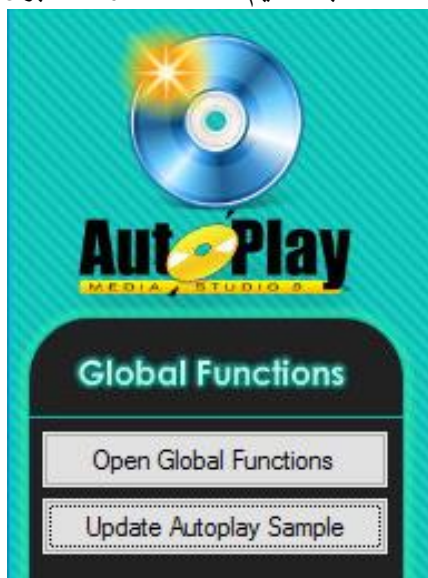 AutoPlay
MEDIA STUDIO 8
Global Functions
Open Global Functions
Update Autoplay Sample